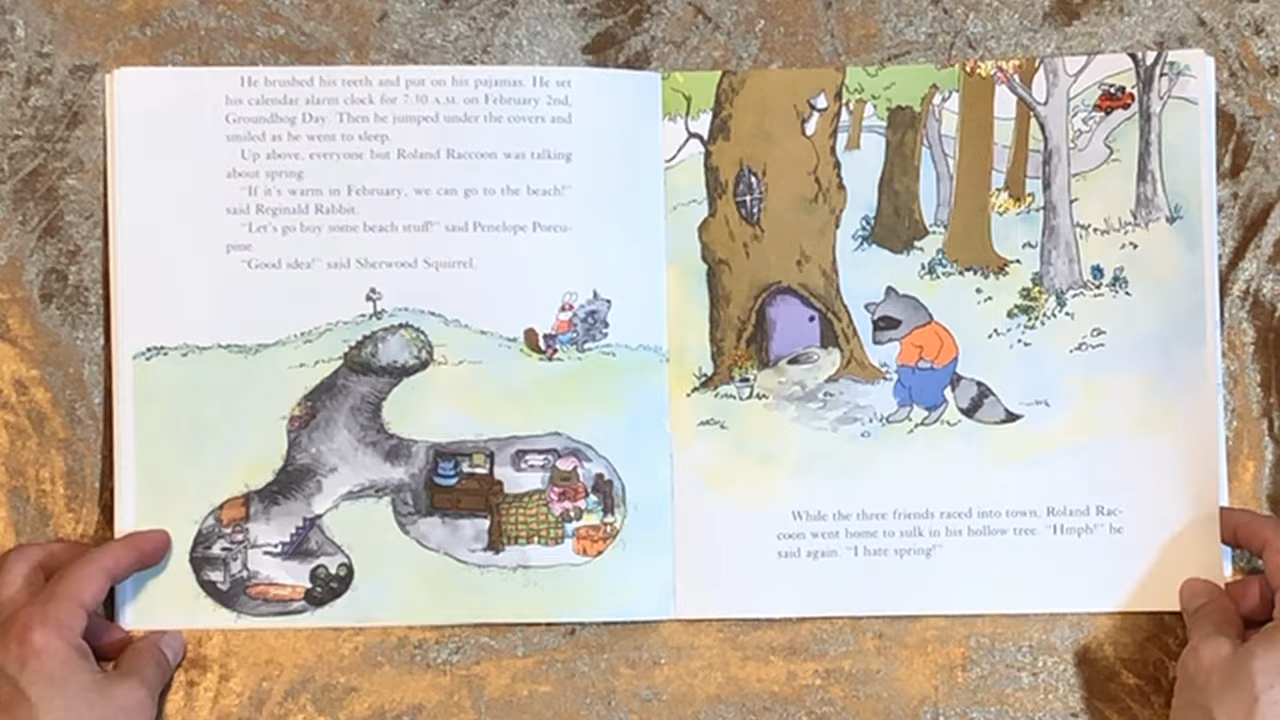 He brushed his teeth and put on his pajamas. He set
his calendar alarm clock for 7:30 A.M. on February 2nd,
Groundhog Day. Then he jumped under the covers and
smiled as he went to sleep.
Up above, everyone but Roland Raccoon was talking
about spring.
"If it's warm in February, we can go to the beach!"
said Reginald Rabbit.
"Let's go buy some beach stuff!" said Penelope Porcu-
pine.
"Good idea!" said Sherwood Squirrel.
While the three friends raced into town, Roland Rac-
coon went home to sulk in his hollow tree. "Hmph!" he
said again. "I hate spring!"